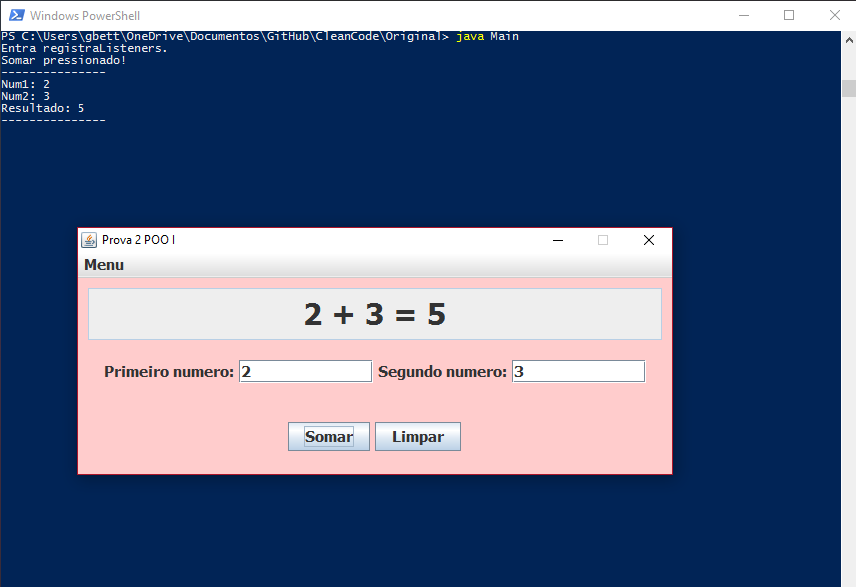 Windows PowerShell
PS C:\Users\gbett\OneDrive\Documentos\GitHub\CleanCode\Original> java Main
Entra registraListeners.
Somar pressionado!
---------------
Num1: 2
Num2: 3
Resultado: 5
---------------
Prova 2 POO I
Menu
2 + 3 = 5
Primeiro numero: 2 Segundo numero: 3
Somar Limpar